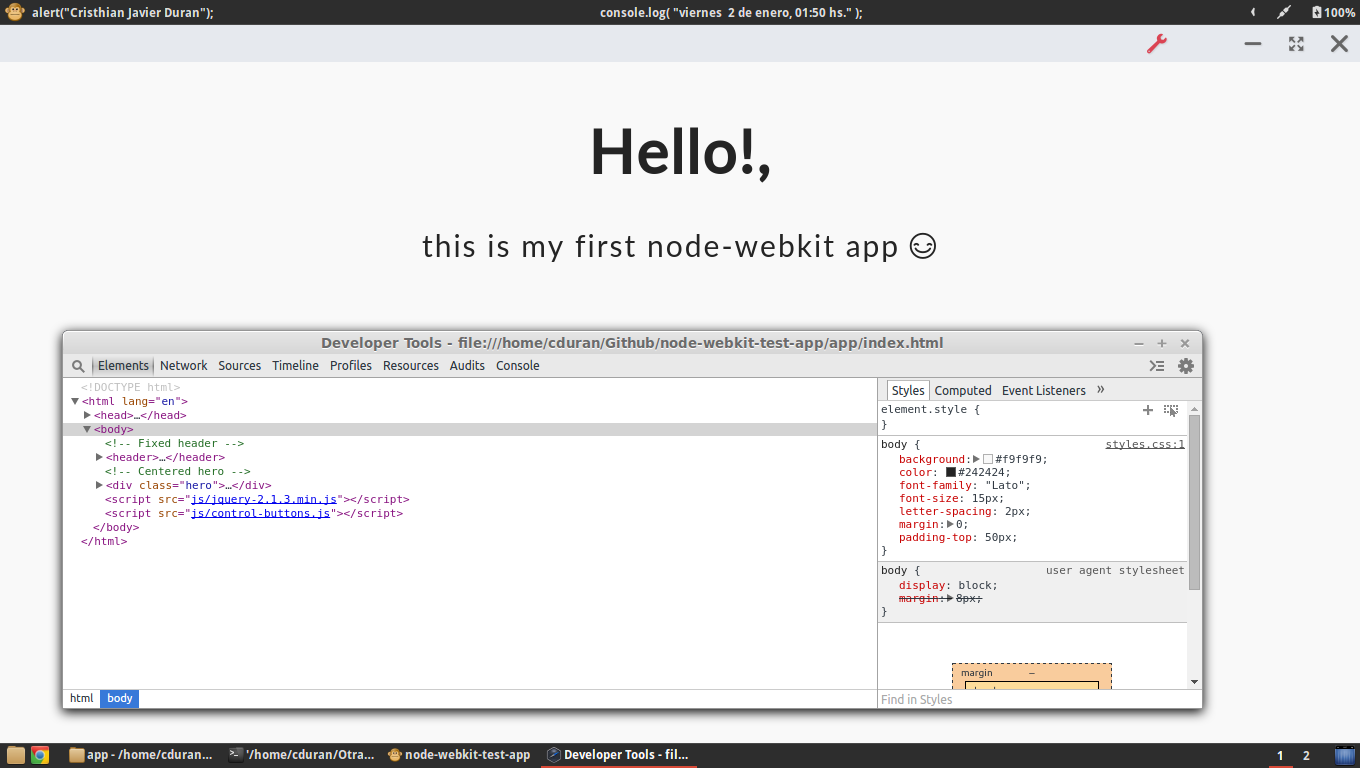 alert("Cristhian Javier Duran");
console.log( "viernes  2 de enero, 01:50 hs." );
100%
Hello!,
this is my first node-webkit app 😊
Developer Tools - file:///home/cduran/Github/node-webkit-test-app/app/index.html
Elements Network Sources Timeline Profiles Resources Audits Console
<!DOCTYPE html>
▼<html lang="en">
▶<head>…</head>
▼<body>
<!-- Fixed header -->
▶<header>…</header>
<!-- Centered hero -->
▶<div class="hero">…</div>
<script src="js/jquery-2.1.3.min.js"></script>
<script src="js/control-buttons.js"></script>
</body>
</html>
html body
Styles Computed Event Listeners »
element.style {
}
body { styles.css:1
background:▶#f9f9f9;
color: #242424;
font-family: "Lato";
font-size: 15px;
letter-spacing: 2px;
margin:▶0;
padding-top: 50px;
}
body { user agent stylesheet
display: block;
margin:▶8px;
}
margin –
Find in Styles
app - /home/cduran... '/home/cduran/Otra... node-webkit-test-app Developer Tools - fil... 1 2